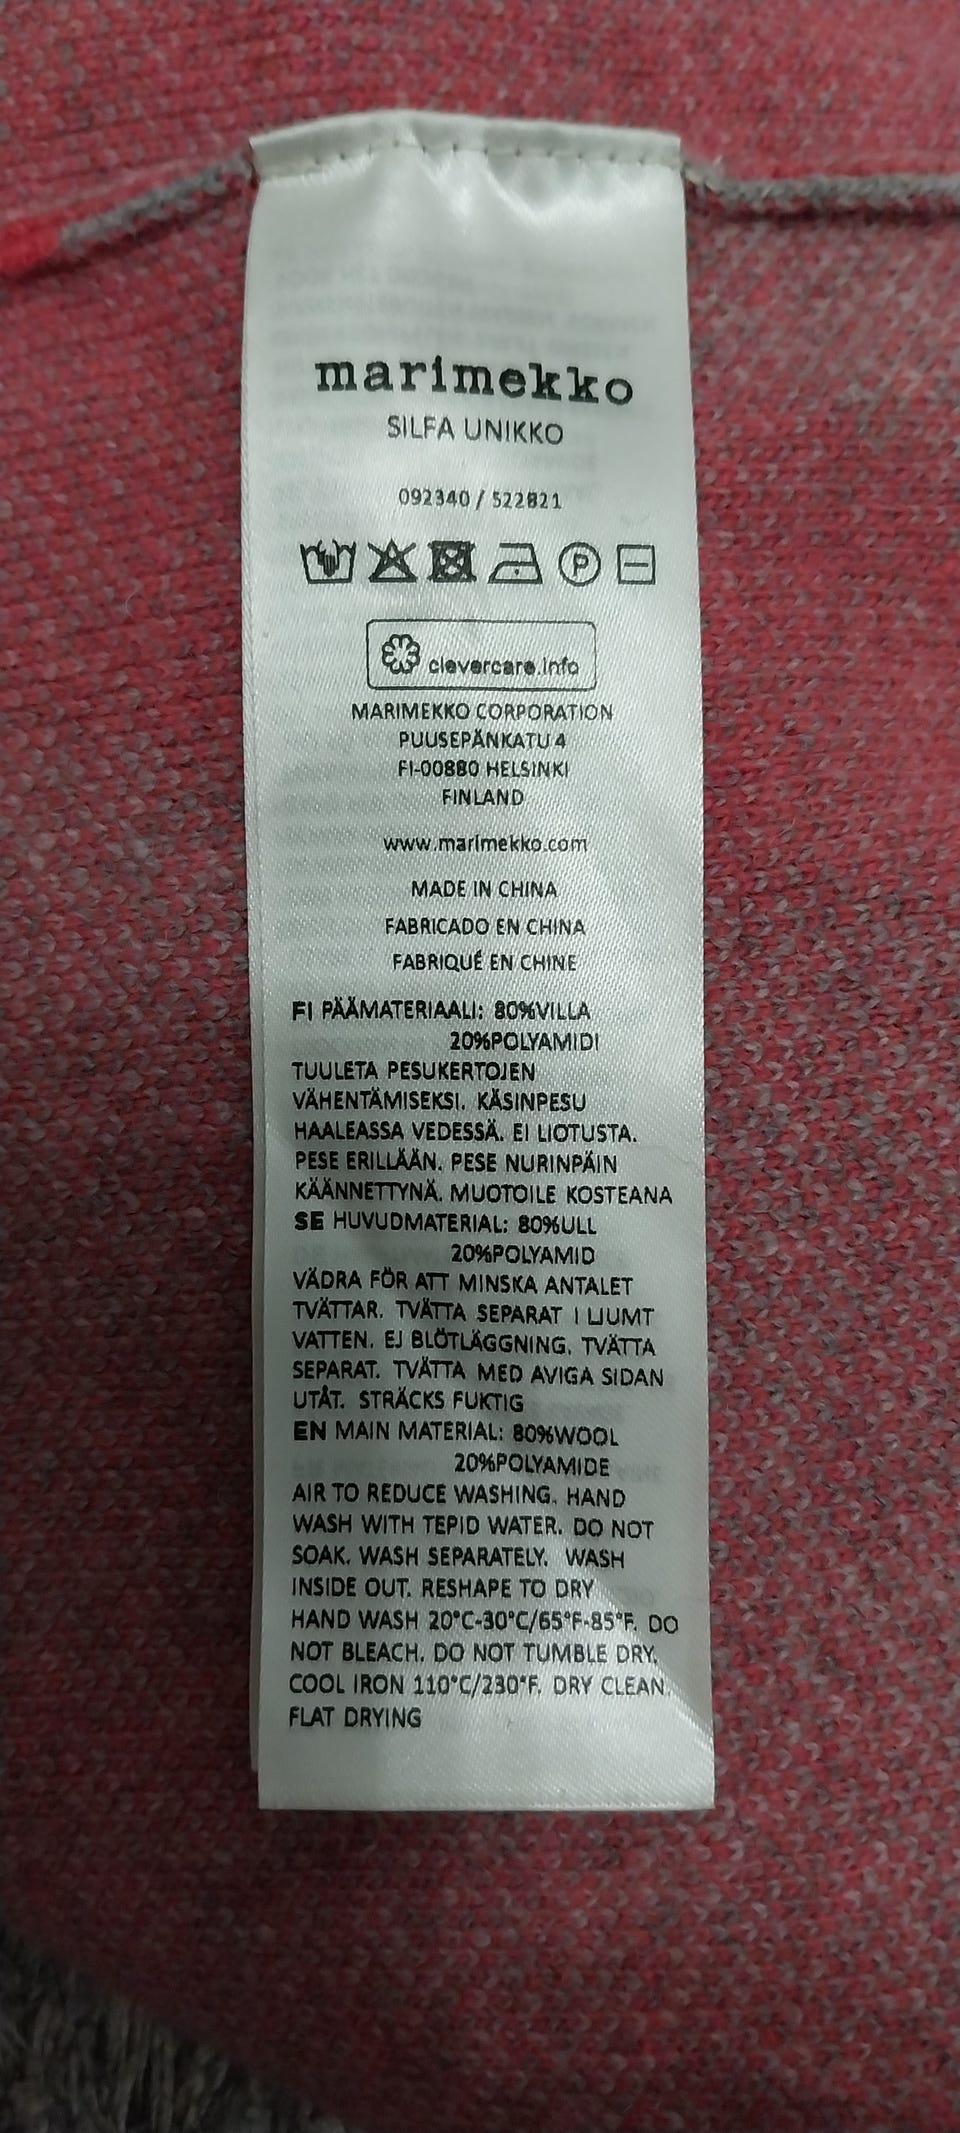 marimekko
SILFA UNIKKO
092340 / 522821
P
clevercare.info
MARIMEKKO CORPORATION
PUUSEPÄNKATU 4
FI-00880 HELSINKI
FINLAND
www.marimekko.com
MADE IN CHINA
FABRICADO EN CHINA
FABRIQUÉ EN CHINE
FI PÄÄMATERIAALI: 80%VILLA
20%POLYAMIDI
TUULETA PESUKERTOJEN
VÄHENTÄMISEKSI. KÄSINPESU
HAALEASSA VEDESSÄ. EI LIOTUSTA.
PESE ERILLÄÄN. PESE NURINPÄIN
KÄÄNNETTYNÄ. MUOTOILE KOSTEANA
SE HUVUDMATERIAL: 80%ULL
20%POLYAMID
VÄDRA FÖR ATT MINSKA ANTALET
TVÄTTAR. TVÄTTA SEPARAT I LJUMT
VATTEN. EJ BLÖTLÄGGNING. TVÄTTA
SEPARAT. TVÄTTA MED AVIGA SIDAN
UTÅT. STRÄCKS FUKTIG
EN MAIN MATERIAL: 80%WOOL
20%POLYAMIDE
AIR TO REDUCE WASHING. HAND
WASH WITH TEPID WATER. DO NOT
SOAK. WASH SEPARATELY. WASH
INSIDE OUT. RESHAPE TO DRY
HAND WASH 20°C-30°C/65°F-85°F. DO
NOT BLEACH. DO NOT TUMBLE DRY.
COOL IRON 110°C/230°F. DRY CLEAN.
FLAT DRYING